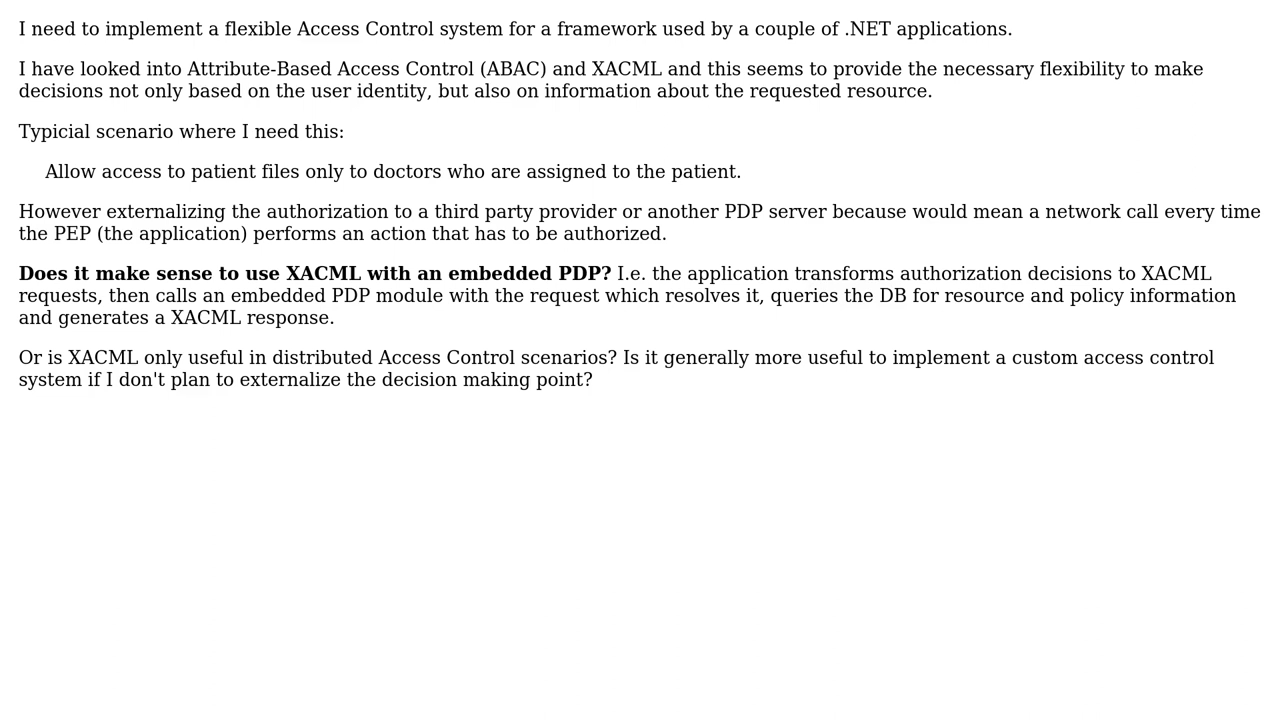 I need to implement a flexible Access Control system for a framework used by a couple of .NET applications.
I have looked into Attribute-Based Access Control (ABAC) and XACML and this seems to provide the necessary flexibility to make
decisions not only based on the user identity, but also on information about the requested resource.
Typicial scenario where I need this:
Allow access to patient files only to doctors who are assigned to the patient.
However externalizing the authorization to a third party provider or another PDP server because would mean a network call every time
the PEP (the application) performs an action that has to be authorized.
Does it make sense to use XACML with an embedded PDP? I.e. the application transforms authorization decisions to XACML
requests, then calls an embedded PDP module with the request which resolves it, queries the DB for resource and policy information
and generates a XACML response.
Or is XACML only useful in distributed Access Control scenarios? Is it generally more useful to implement a custom access control
system if I don't plan to externalize the decision making point?